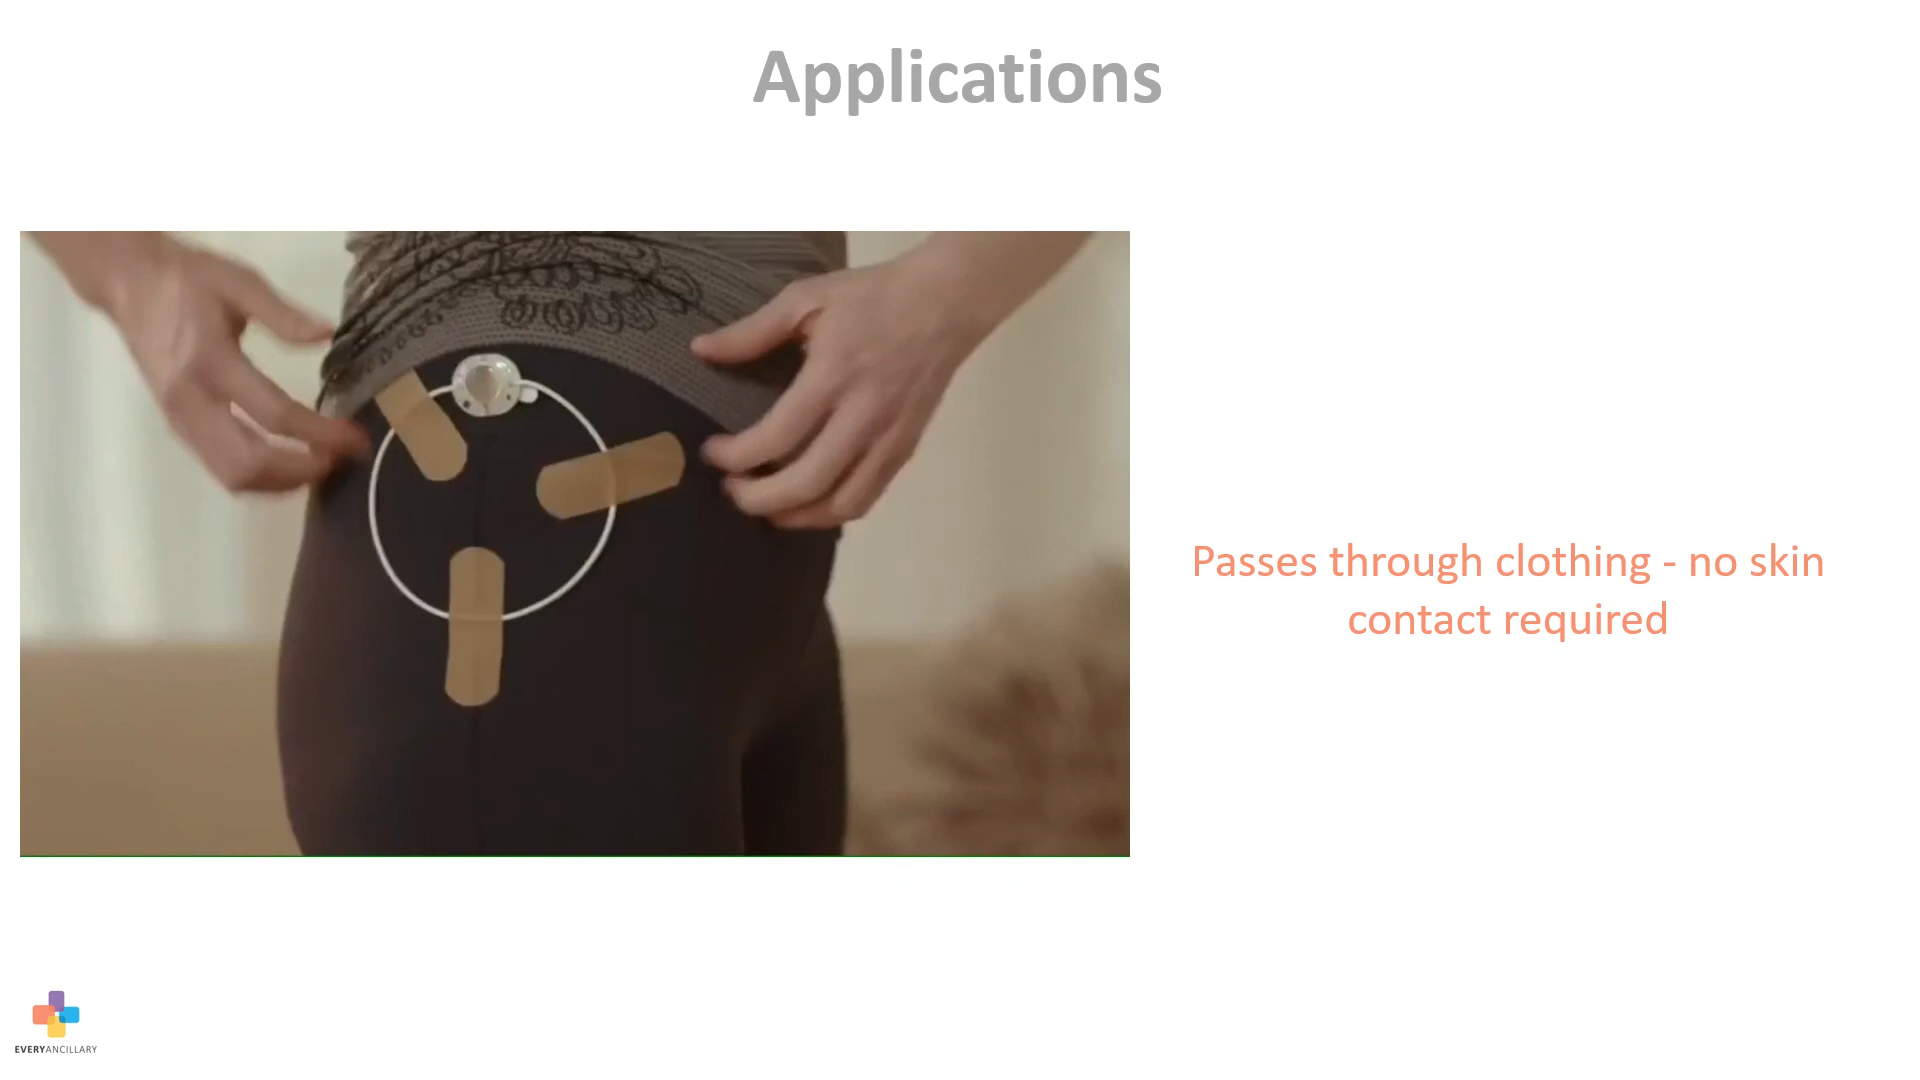 Applications
Passes through clothing - no skin
contact required
EVERYANCILLARY